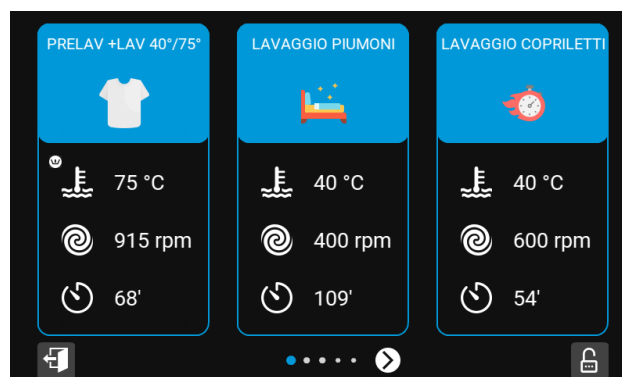 PRELAV +LAV 40°/75°
75 °C
915 rpm
68'
LAVAGGIO PIUMONI
40 °C
400 rpm
109'
LAVAGGIO COPRILETTI
40 °C
600 rpm
54'